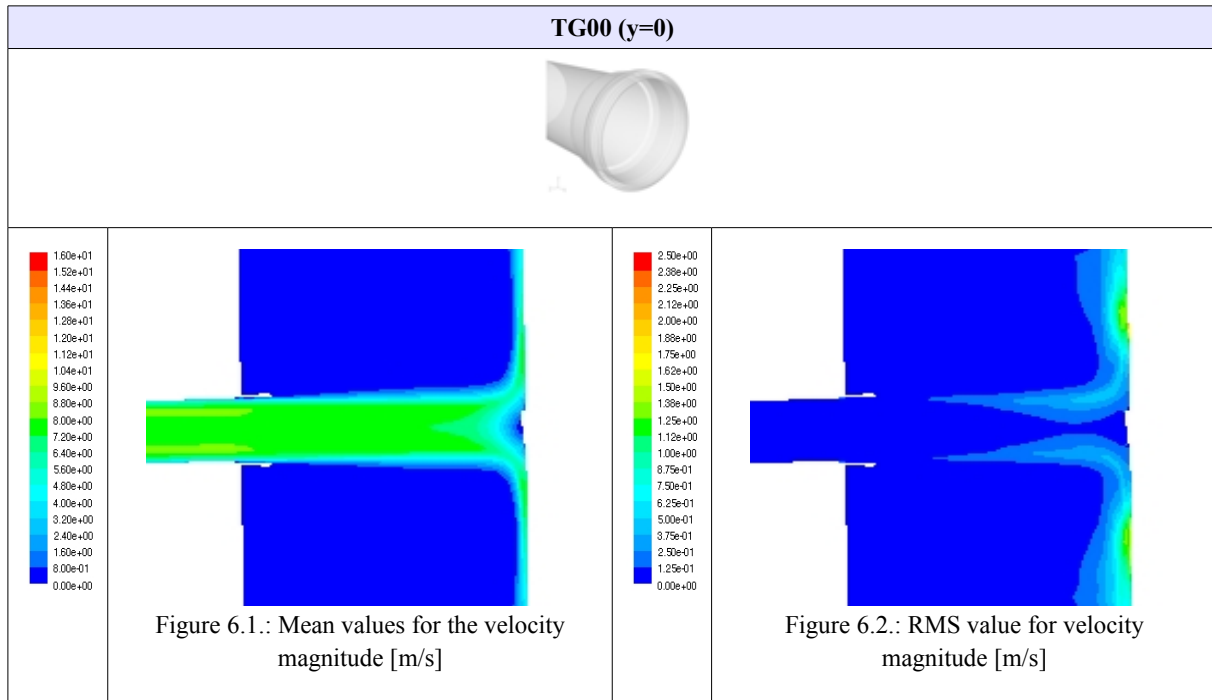 TG00 (y=0)
1.60e+01
1.52e+01
1.44e+01
1.36e+01
1.28e+01
1.20e+01
1.12e+01
1.04e+01
9.60e+00
8.80e+00
8.00e+00
7.20e+00
6.40e+00
5.60e+00
4.80e+00
4.00e+00
3.20e+00
2.40e+00
1.60e+00
8.00e-01
0.00e+00
Figure 6.1.: Mean values for the velocity
magnitude [m/s]
2.50e+00
2.38e+00
2.25e+00
2.12e+00
2.00e+00
1.88e+00
1.75e+00
1.62e+00
1.50e+00
1.38e+00
1.25e+00
1.12e+00
1.00e+00
8.75e-01
7.50e-01
6.25e-01
5.00e-01
3.75e-01
2.50e-01
1.25e-01
0.00e+00
Figure 6.2.: RMS value for velocity
magnitude [m/s]